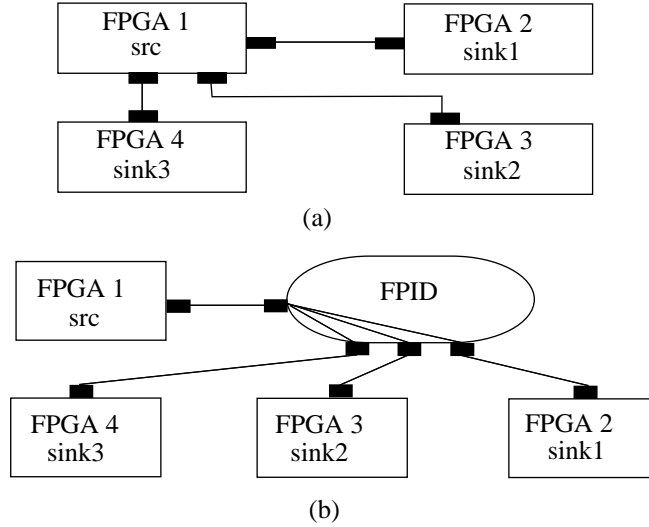 FPGA 1
src
FPGA 2
sink1
FPGA 4
sink3
FPGA 3
sink2
(a)
FPGA 1
src
FPID
FPGA 4
sink3
FPGA 3
sink2
FPGA 2
sink1
(b)